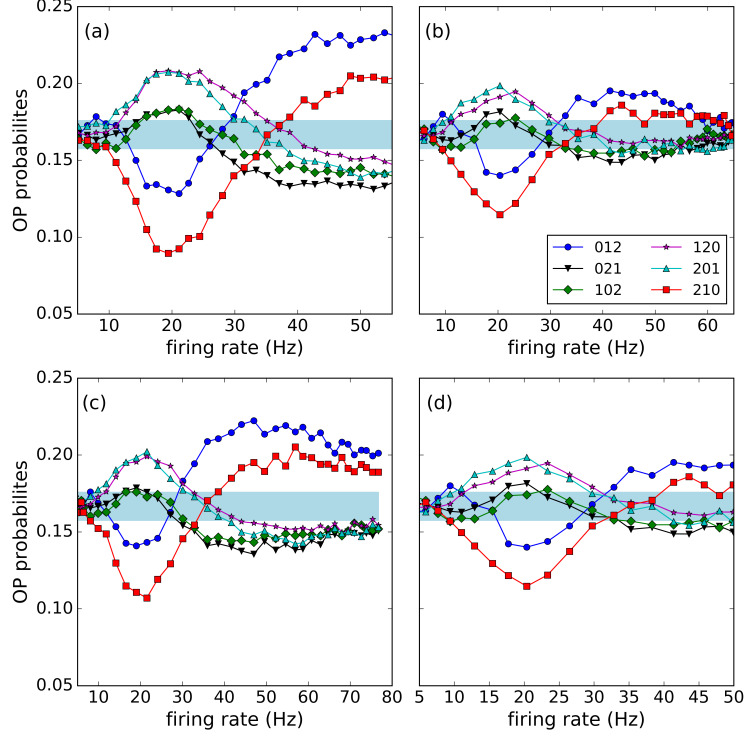 (a)
0.25
0.20
0.15
0.10
0.05
OP probabilites
10 20 30 40 50
firing rate (Hz)
(b)
10 20 30 40 50 60
firing rate (Hz)
012 120
021 201
102 210
(c)
0.25
0.20
0.15
0.10
0.05
OP probabilites
10 20 30 40 50 60 70 80
firing rate (Hz)
(d)
5 10 15 20 25 30 35 40 45 50
firing rate (Hz)